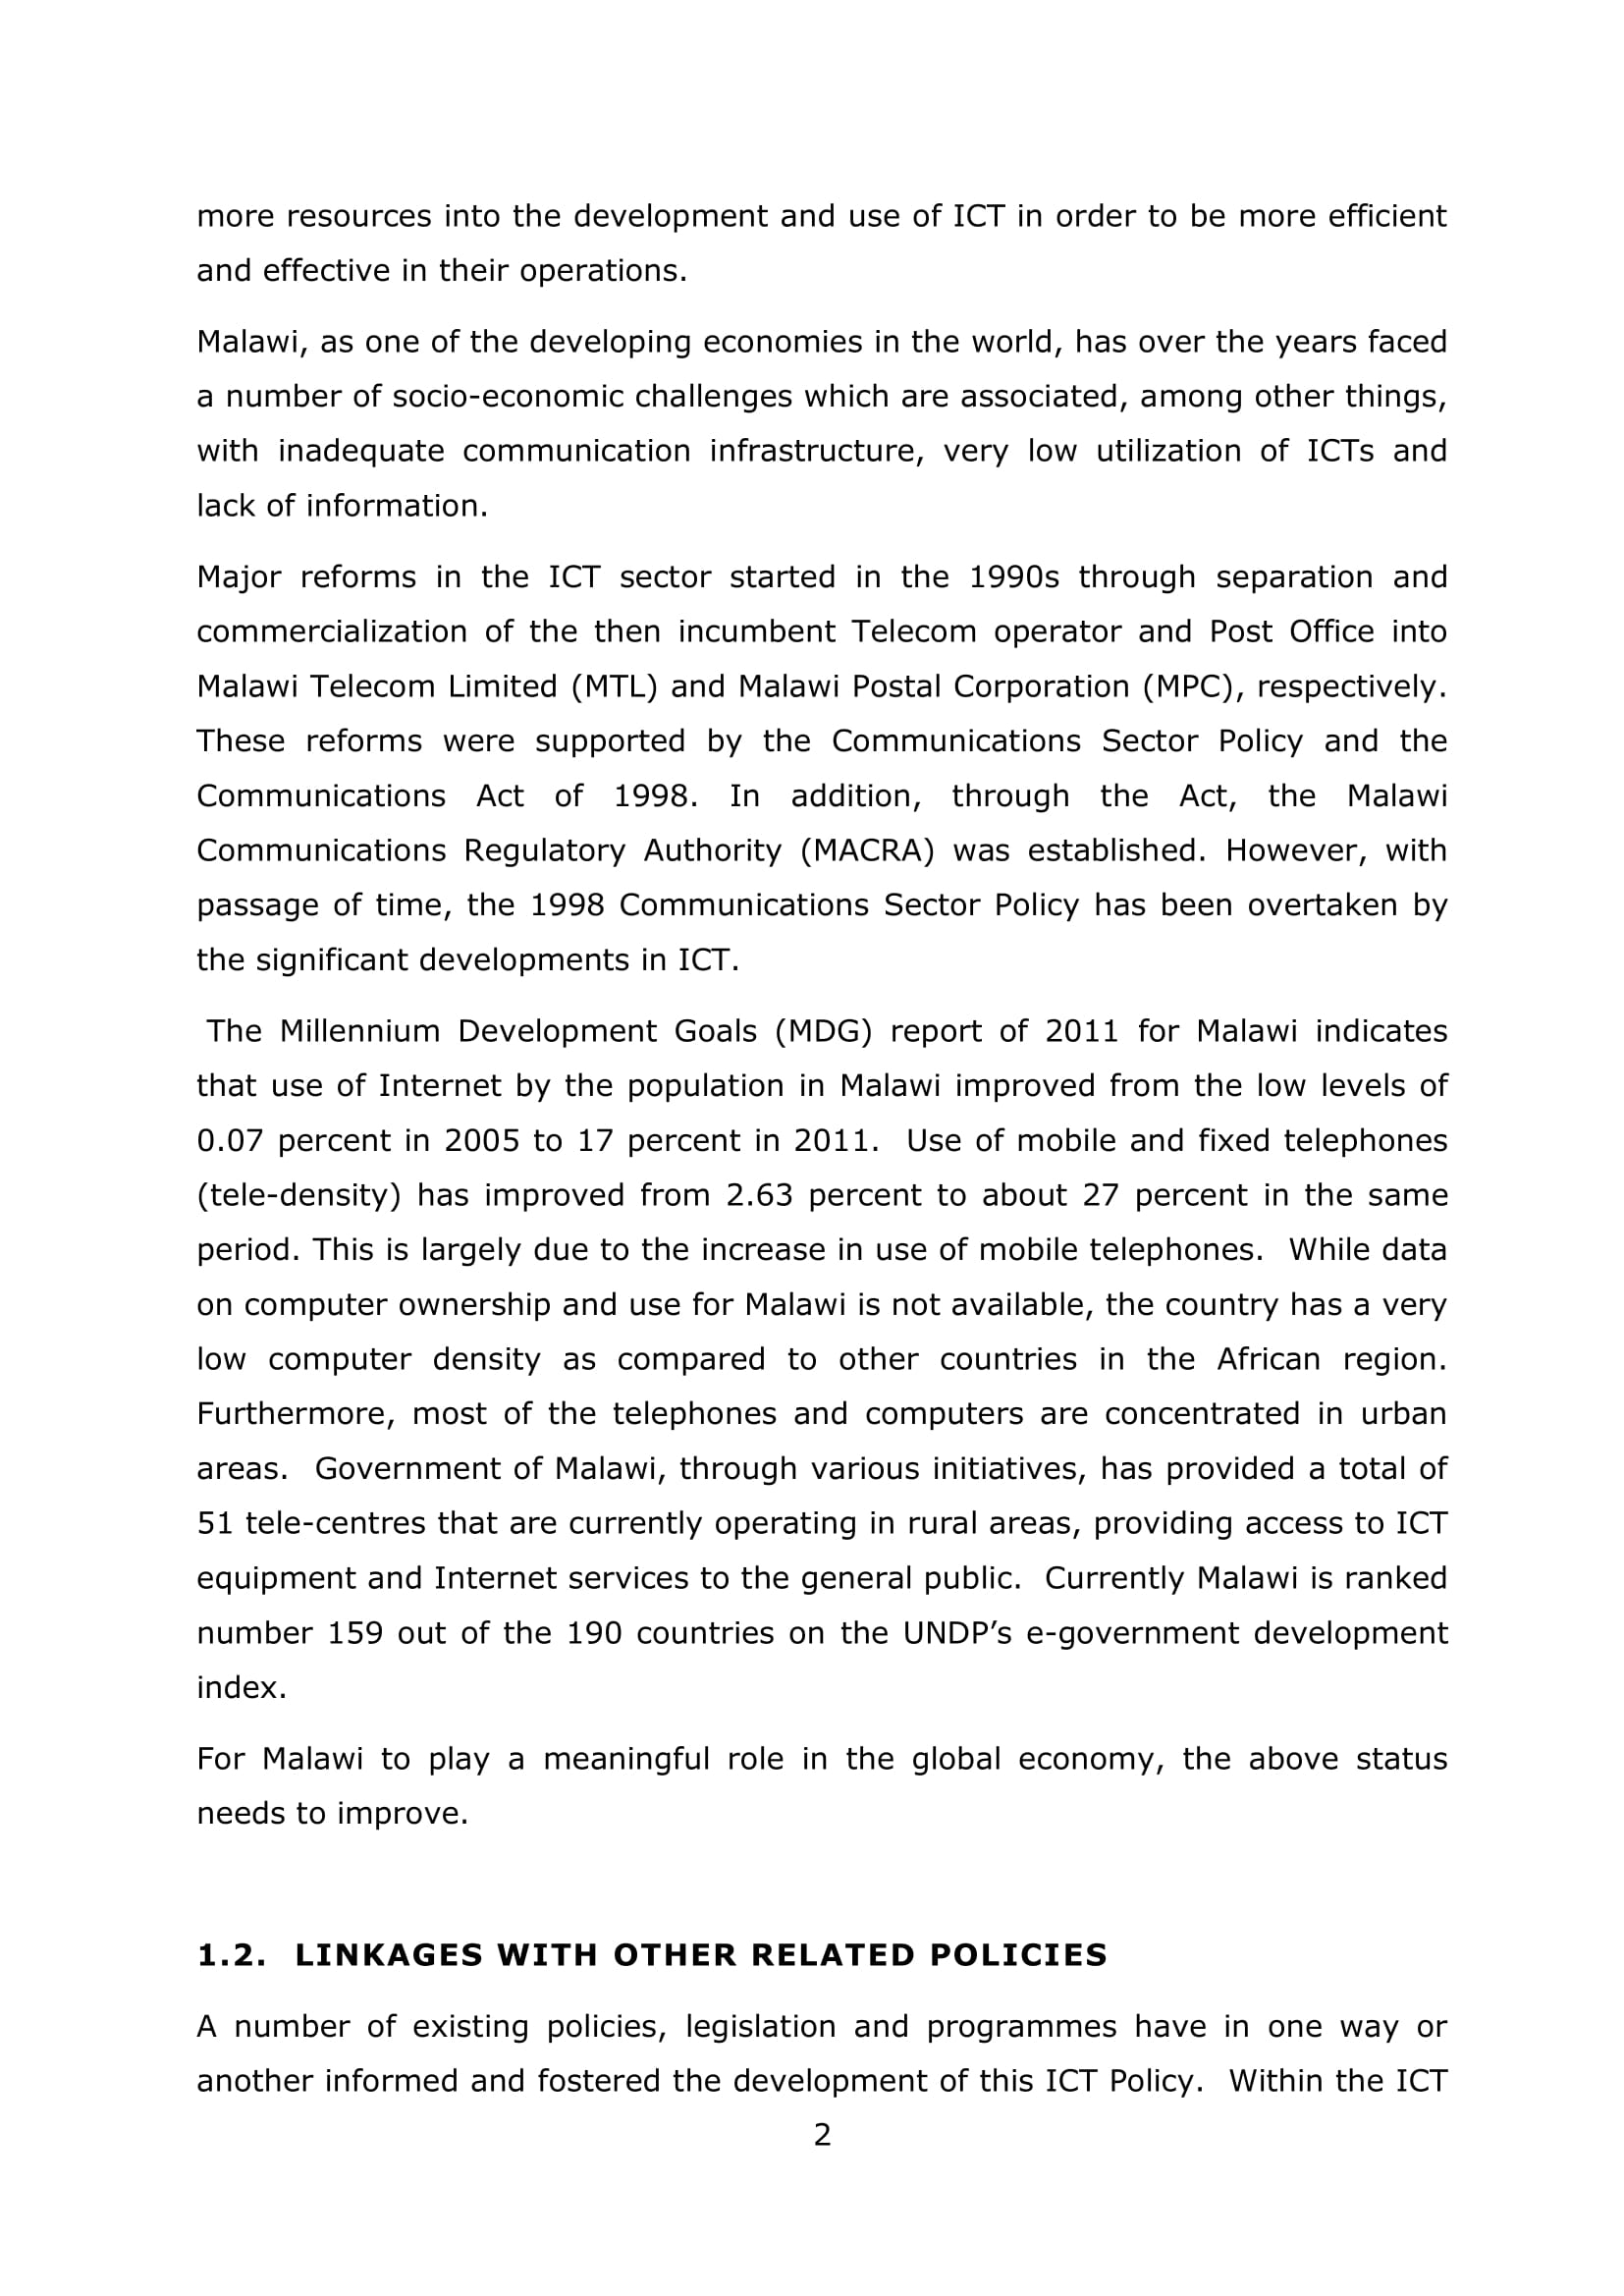 more resources into the development and use of ICT in order to be more efficient
and effective in their operations.
Malawi, as one of the developing economies in the world, has over the years faced
a number of socio-economic challenges which are associated, among other things,
with inadequate communication infrastructure, very low utilization of ICTs and
lack of information.
Major reforms in the ICT sector started in the 1990s through separation and
commercialization of the then incumbent Telecom operator and Post Office into
Malawi Telecom Limited (MTL) and Malawi Postal Corporation (MPC), respectively.
These reforms were supported by the Communications Sector Policy and the
Communications Act of 1998. In addition, through the Act, the Malawi
Communications Regulatory Authority (MACRA) was established. However, with
passage of time, the 1998 Communications Sector Policy has been overtaken by
the significant developments in ICT.
The Millennium Development Goals (MDG) report of 2011 for Malawi indicates
that use of Internet by the population in Malawi improved from the low levels of
0.07 percent in 2005 to 17 percent in 2011.  Use of mobile and fixed telephones
(tele-density) has improved from 2.63 percent to about 27 percent in the same
period. This is largely due to the increase in use of mobile telephones.  While data
on computer ownership and use for Malawi is not available, the country has a very
low computer density as compared to other countries in the African region.
Furthermore, most of the telephones and computers are concentrated in urban
areas.  Government of Malawi, through various initiatives, has provided a total of
51 tele-centres that are currently operating in rural areas, providing access to ICT
equipment and Internet services to the general public.  Currently Malawi is ranked
number 159 out of the 190 countries on the UNDP’s e-government development
index.
For Malawi to play a meaningful role in the global economy, the above status
needs to improve.
1.2.  LINKAGES WITH OTHER RELATED POLICIES
A number of existing policies, legislation and programmes have in one way or
another informed and fostered the development of this ICT Policy.  Within the ICT
2